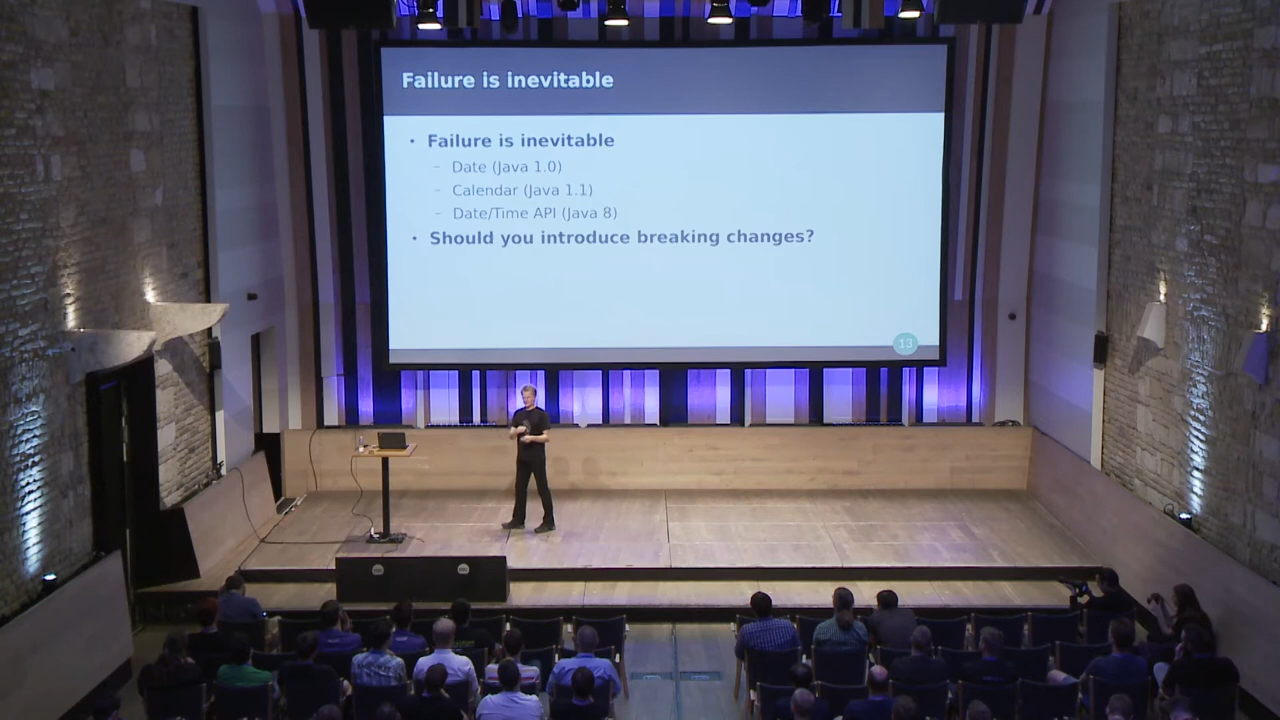 Failure is inevitable
• Failure is inevitable
– Date (Java 1.0)
– Calendar (Java 1.1)
– Date/Time API (Java 8)
• Should you introduce breaking changes?
13